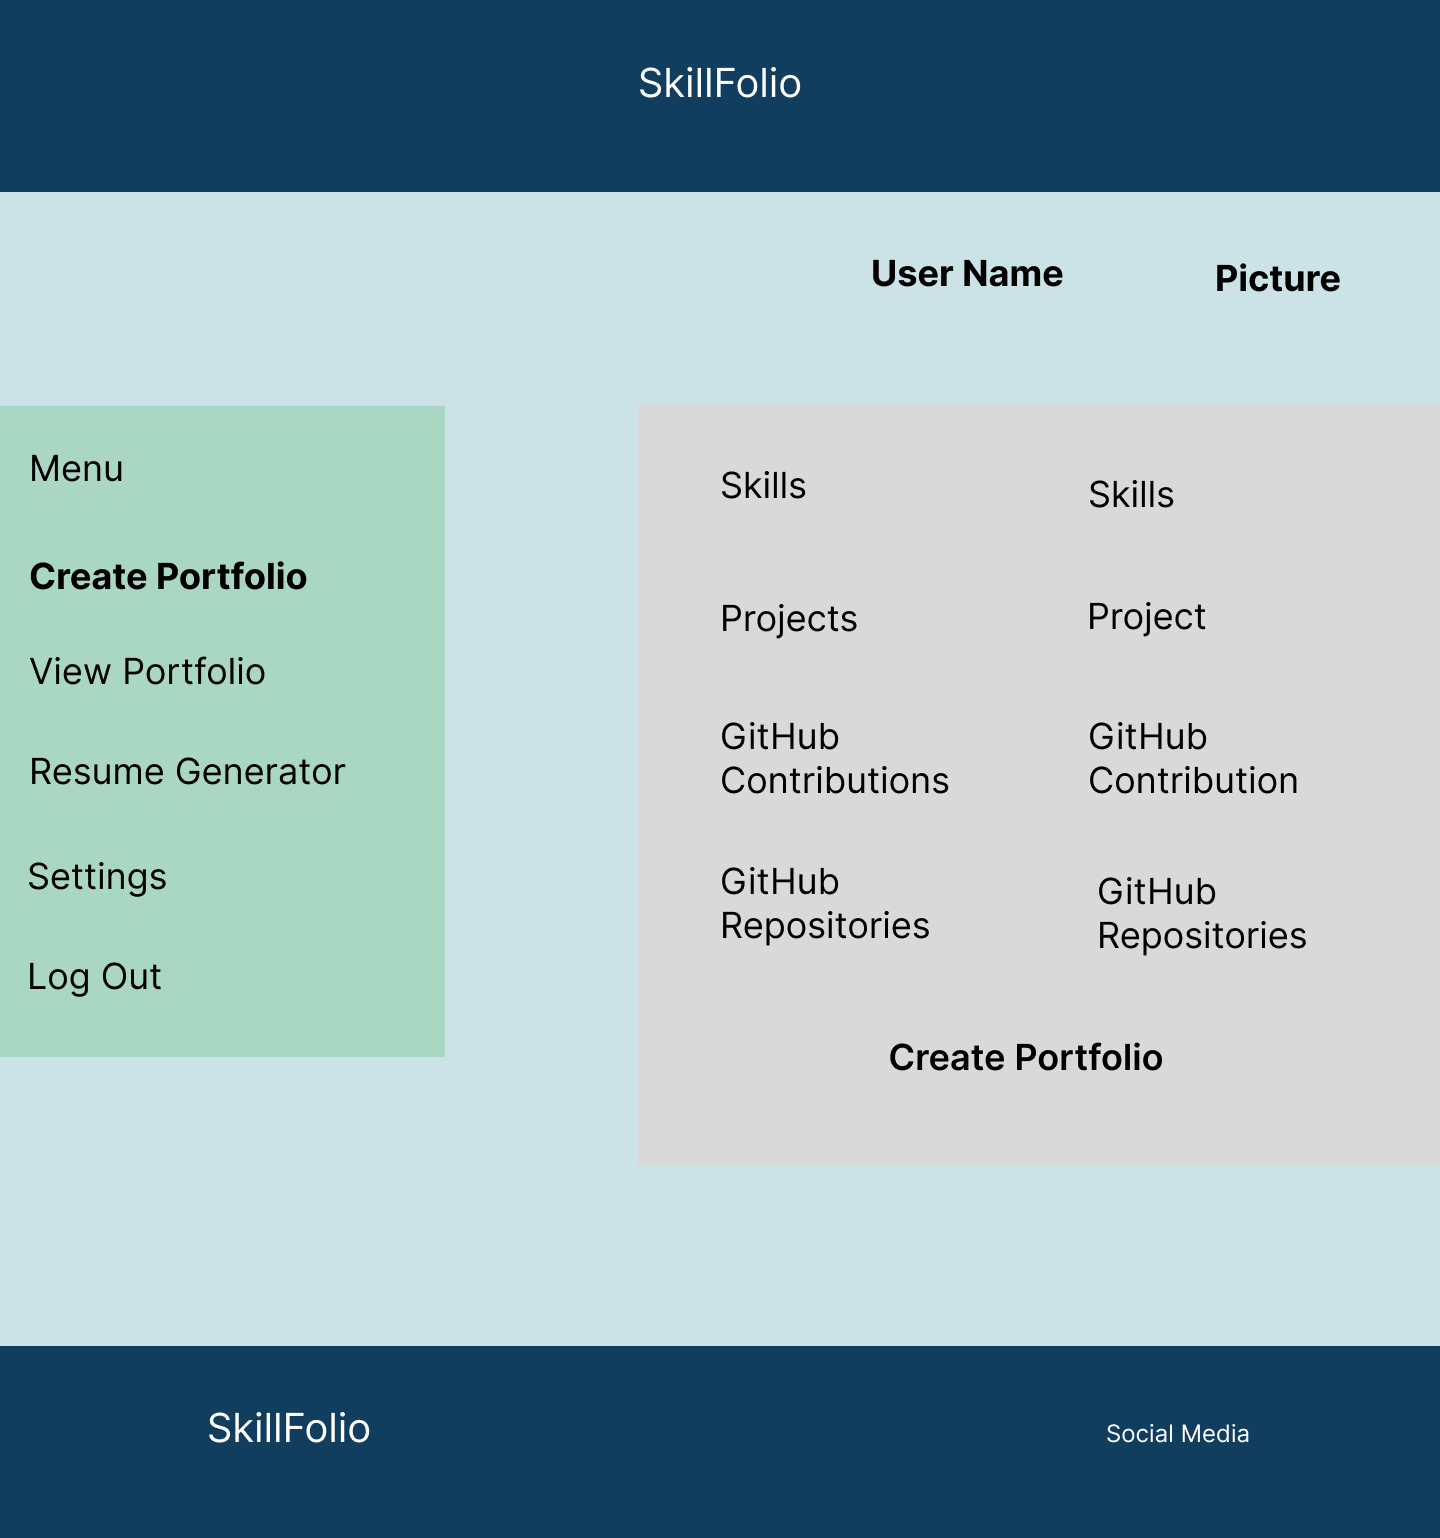 SkillFolio
User Name
Picture
Menu
Create Portfolio
View Portfolio
Resume Generator
Settings
Log Out
Skills
Skills
Projects
Project
GitHub
Contributions
GitHub
Contribution
GitHub
Repositories
GitHub
Repositories
Create Portfolio
SkillFolio
Social Media